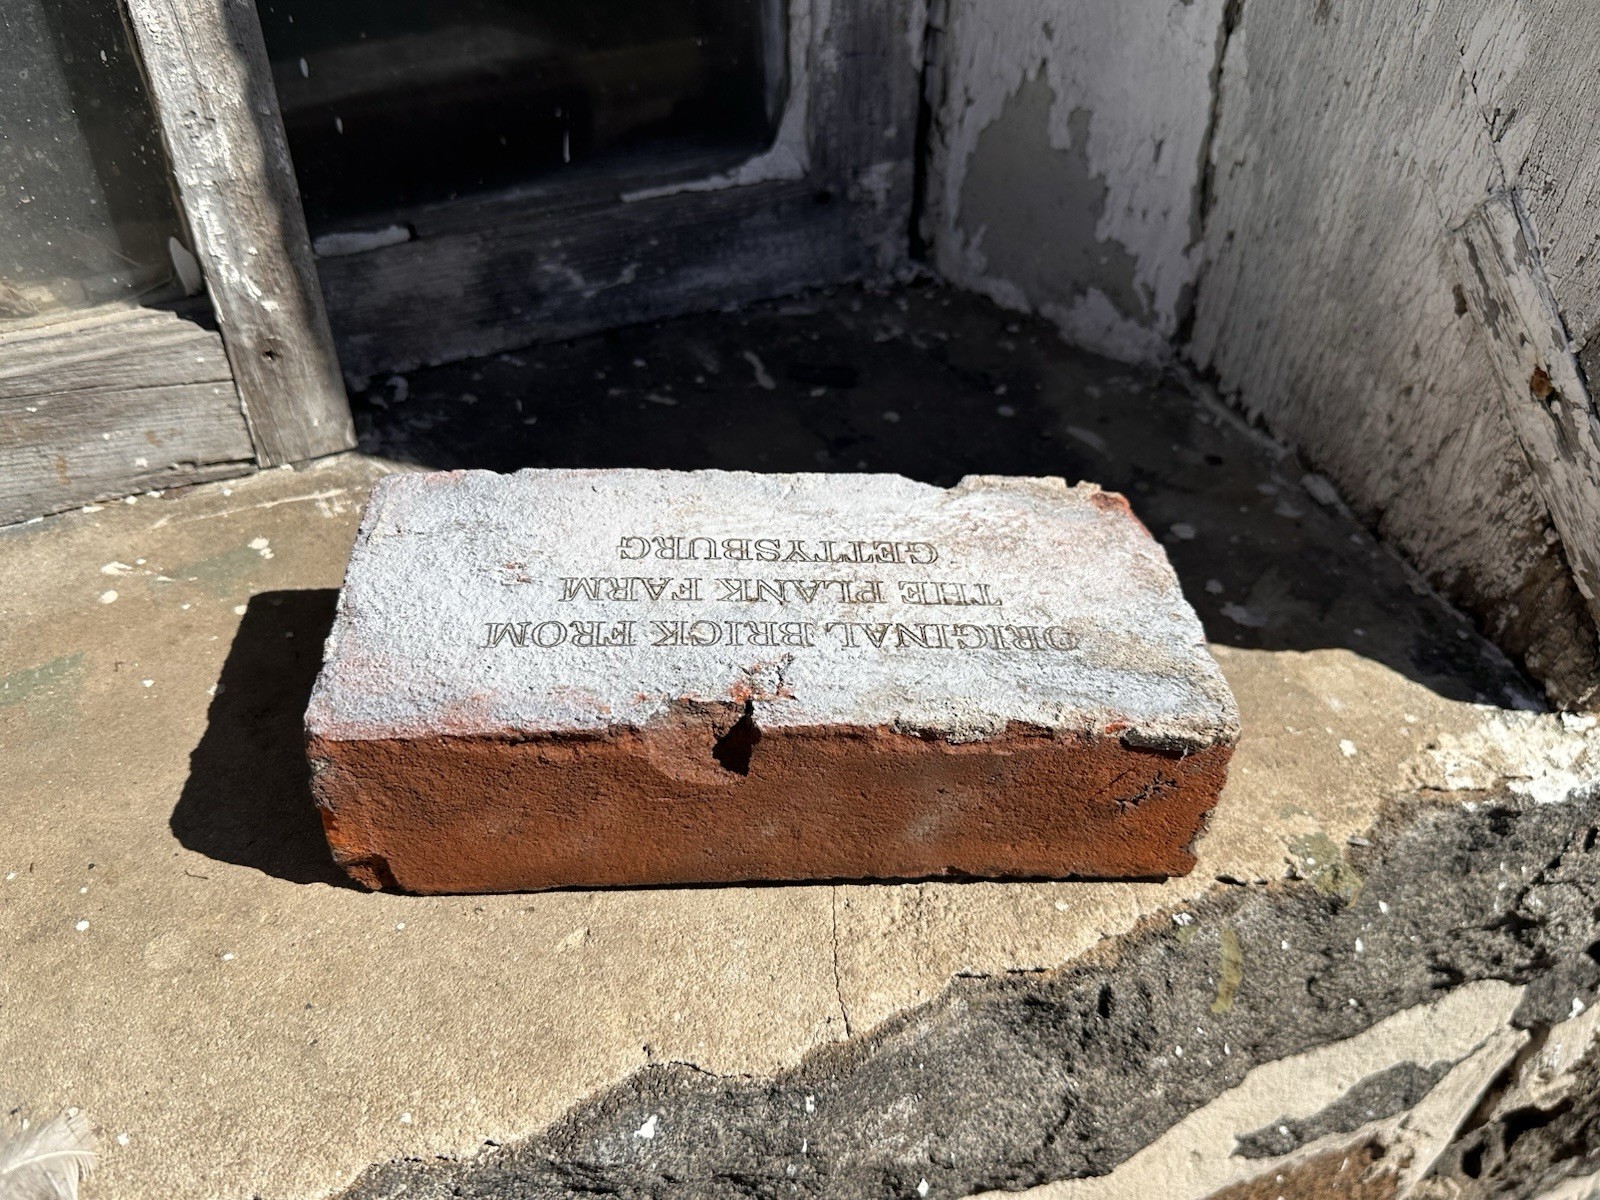 ORIGINAL BRICK FROM
THE PLANK FARM
GETTYSBURG